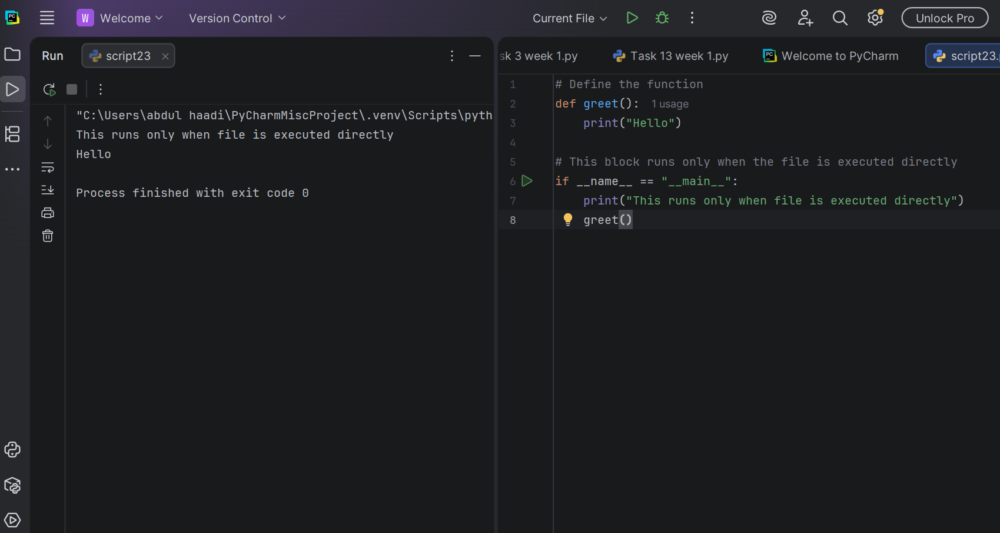 W Welcome Version Control Current File Unlock Pro
Run script23
"C:\Users\abdul haadi\PyCharmMiscProject\.venv\Scripts\pyth
This runs only when file is executed directly
Hello
Process finished with exit code 0
sk 3 week 1.py Task 13 week 1.py Welcome to PyCharm script23.
1 # Define the function
2 def greet(): 1 usage
3 print("Hello")
4
5 # This block runs only when the file is executed directly
6 if __name__ == "__main__":
7 print("This runs only when file is executed directly")
8 greet()